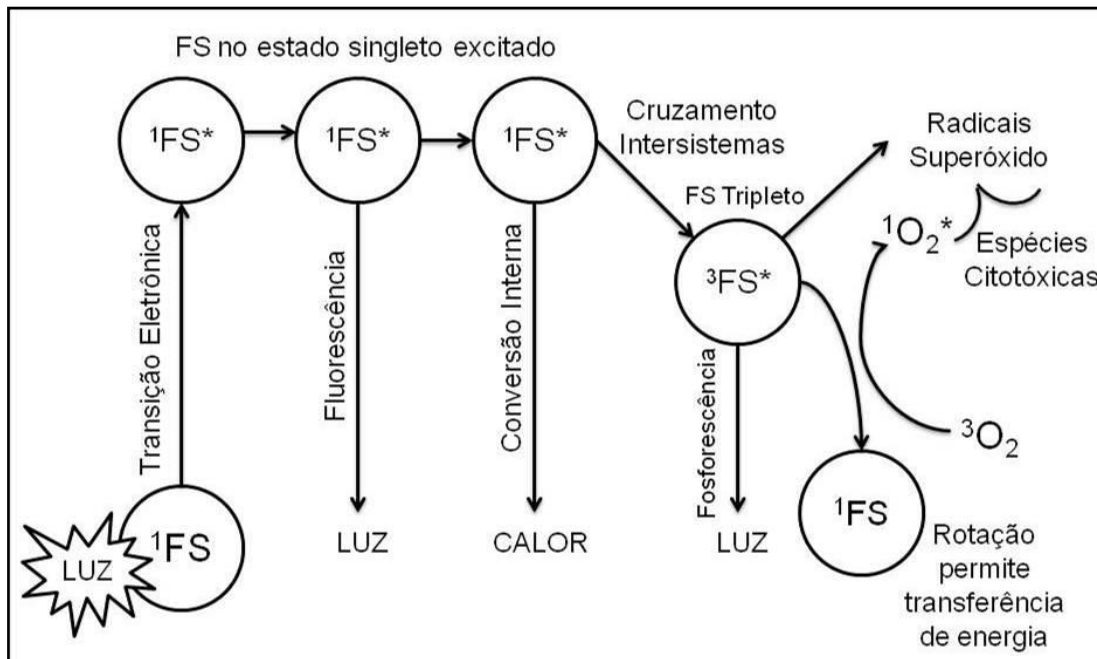 FS no estado singleto excitado
¹FS*
¹FS*
¹FS*
Cruzamento
Intersistemas
Radicais
Superóxido
FS Tripleto
³FS*
¹O₂*
Espécies
Citotóxicas
Transição Eletrônica
Fluorescência
Conversão Interna
Fosforescência
³O₂
LUZ
¹FS
LUZ
CALOR
LUZ
¹FS
Rotação
permite
transferência
de energia